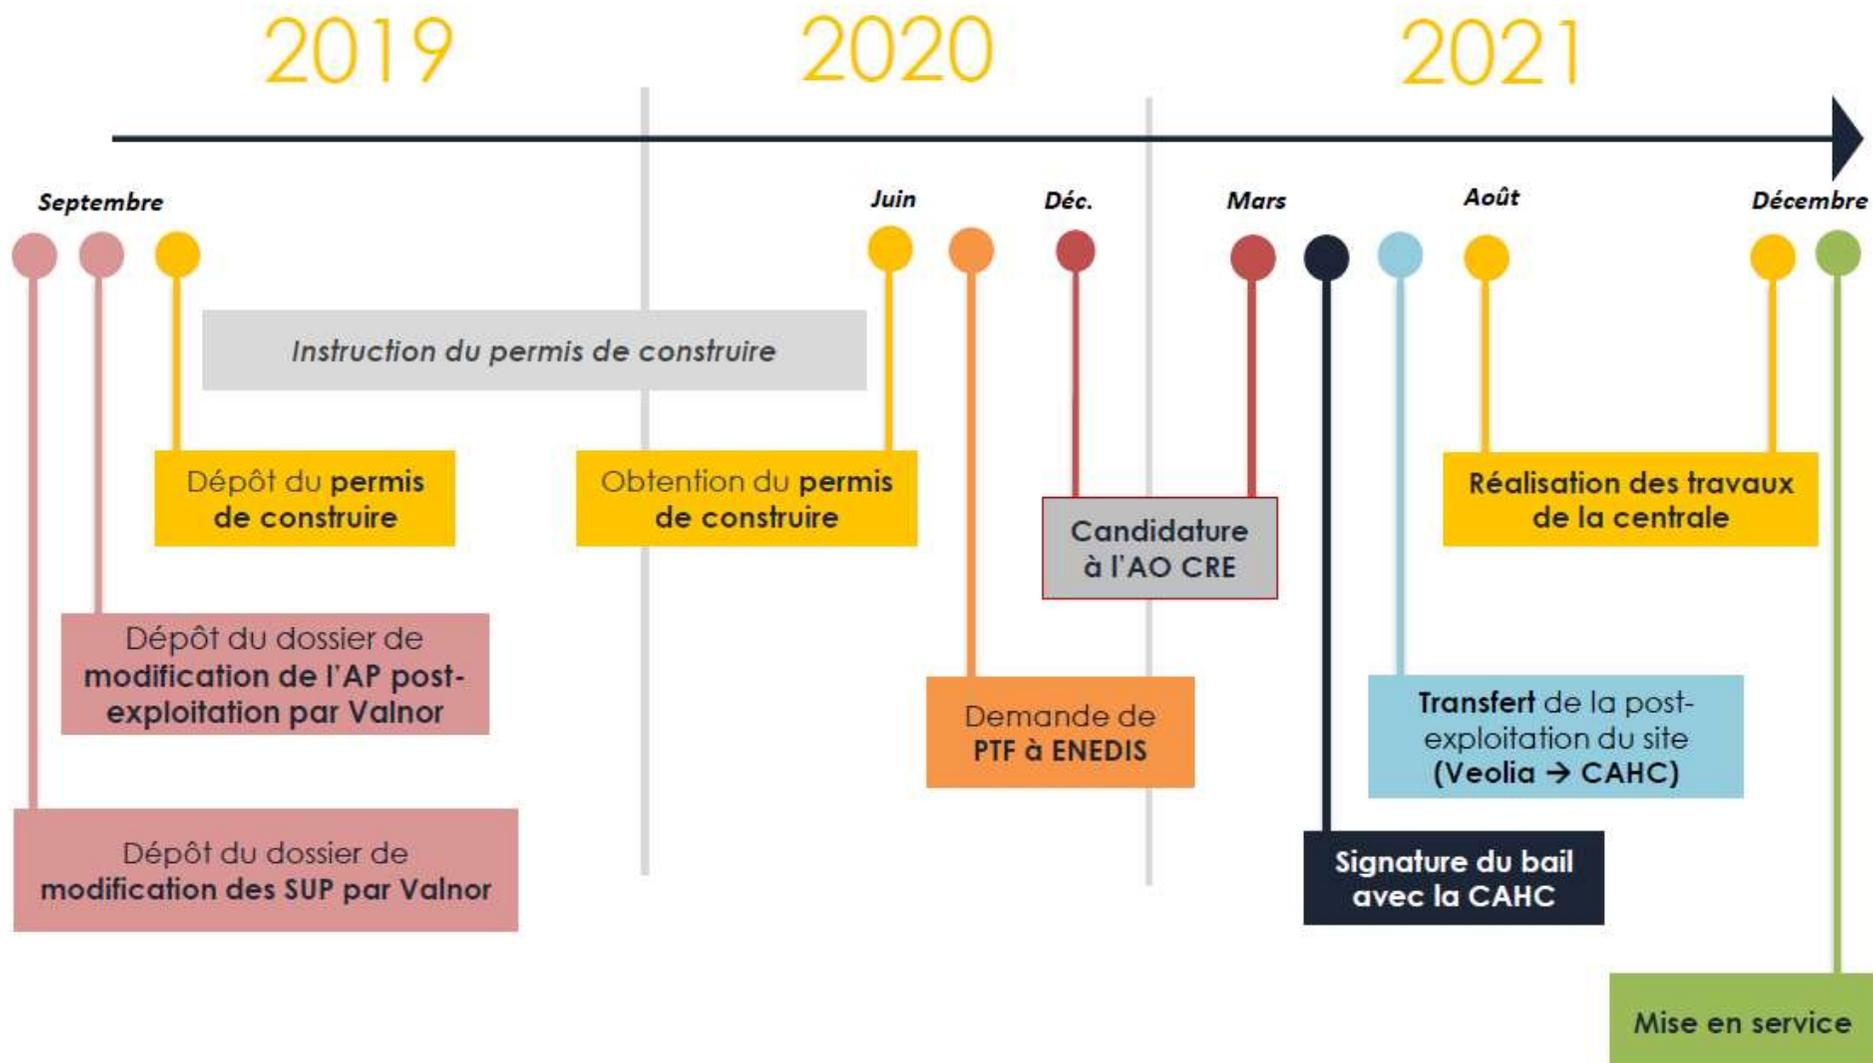 2019
2020
2021
Septembre
Juin
Déc.
Mars
Août
Décembre
Instruction du permis de construire
Dépôt du permis
de construire
Obtention du permis
de construire
Réalisation des travaux
de la centrale
Candidature
à l'AO CRE
Dépôt du dossier de
modification de l'AP post-
exploitation par Valnor
Demande de
PTF à ENEDIS
Transfert de la post-
exploitation du site
(Veolia → CAHC)
Dépôt du dossier de
modification des SUP par Valnor
Signature du bail
avec la CAHC
Mise en service